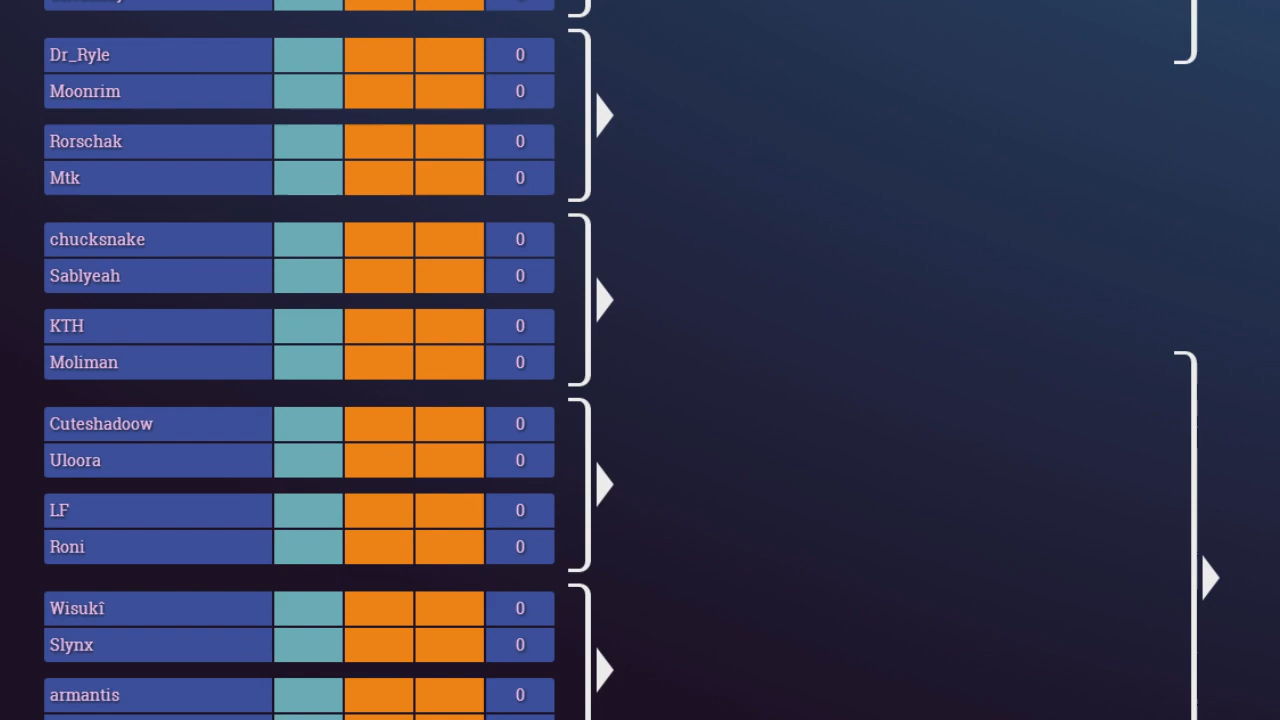 Dr_Ryle 0
Moonrim 0
Rorschak 0
Mtk 0
chucksnake 0
Sablyeah 0
KTH 0
Moliman 0
Cuteshadoow 0
Uloora 0
LF 0
Roni 0
Wisukî 0
Slynx 0
armantis 0